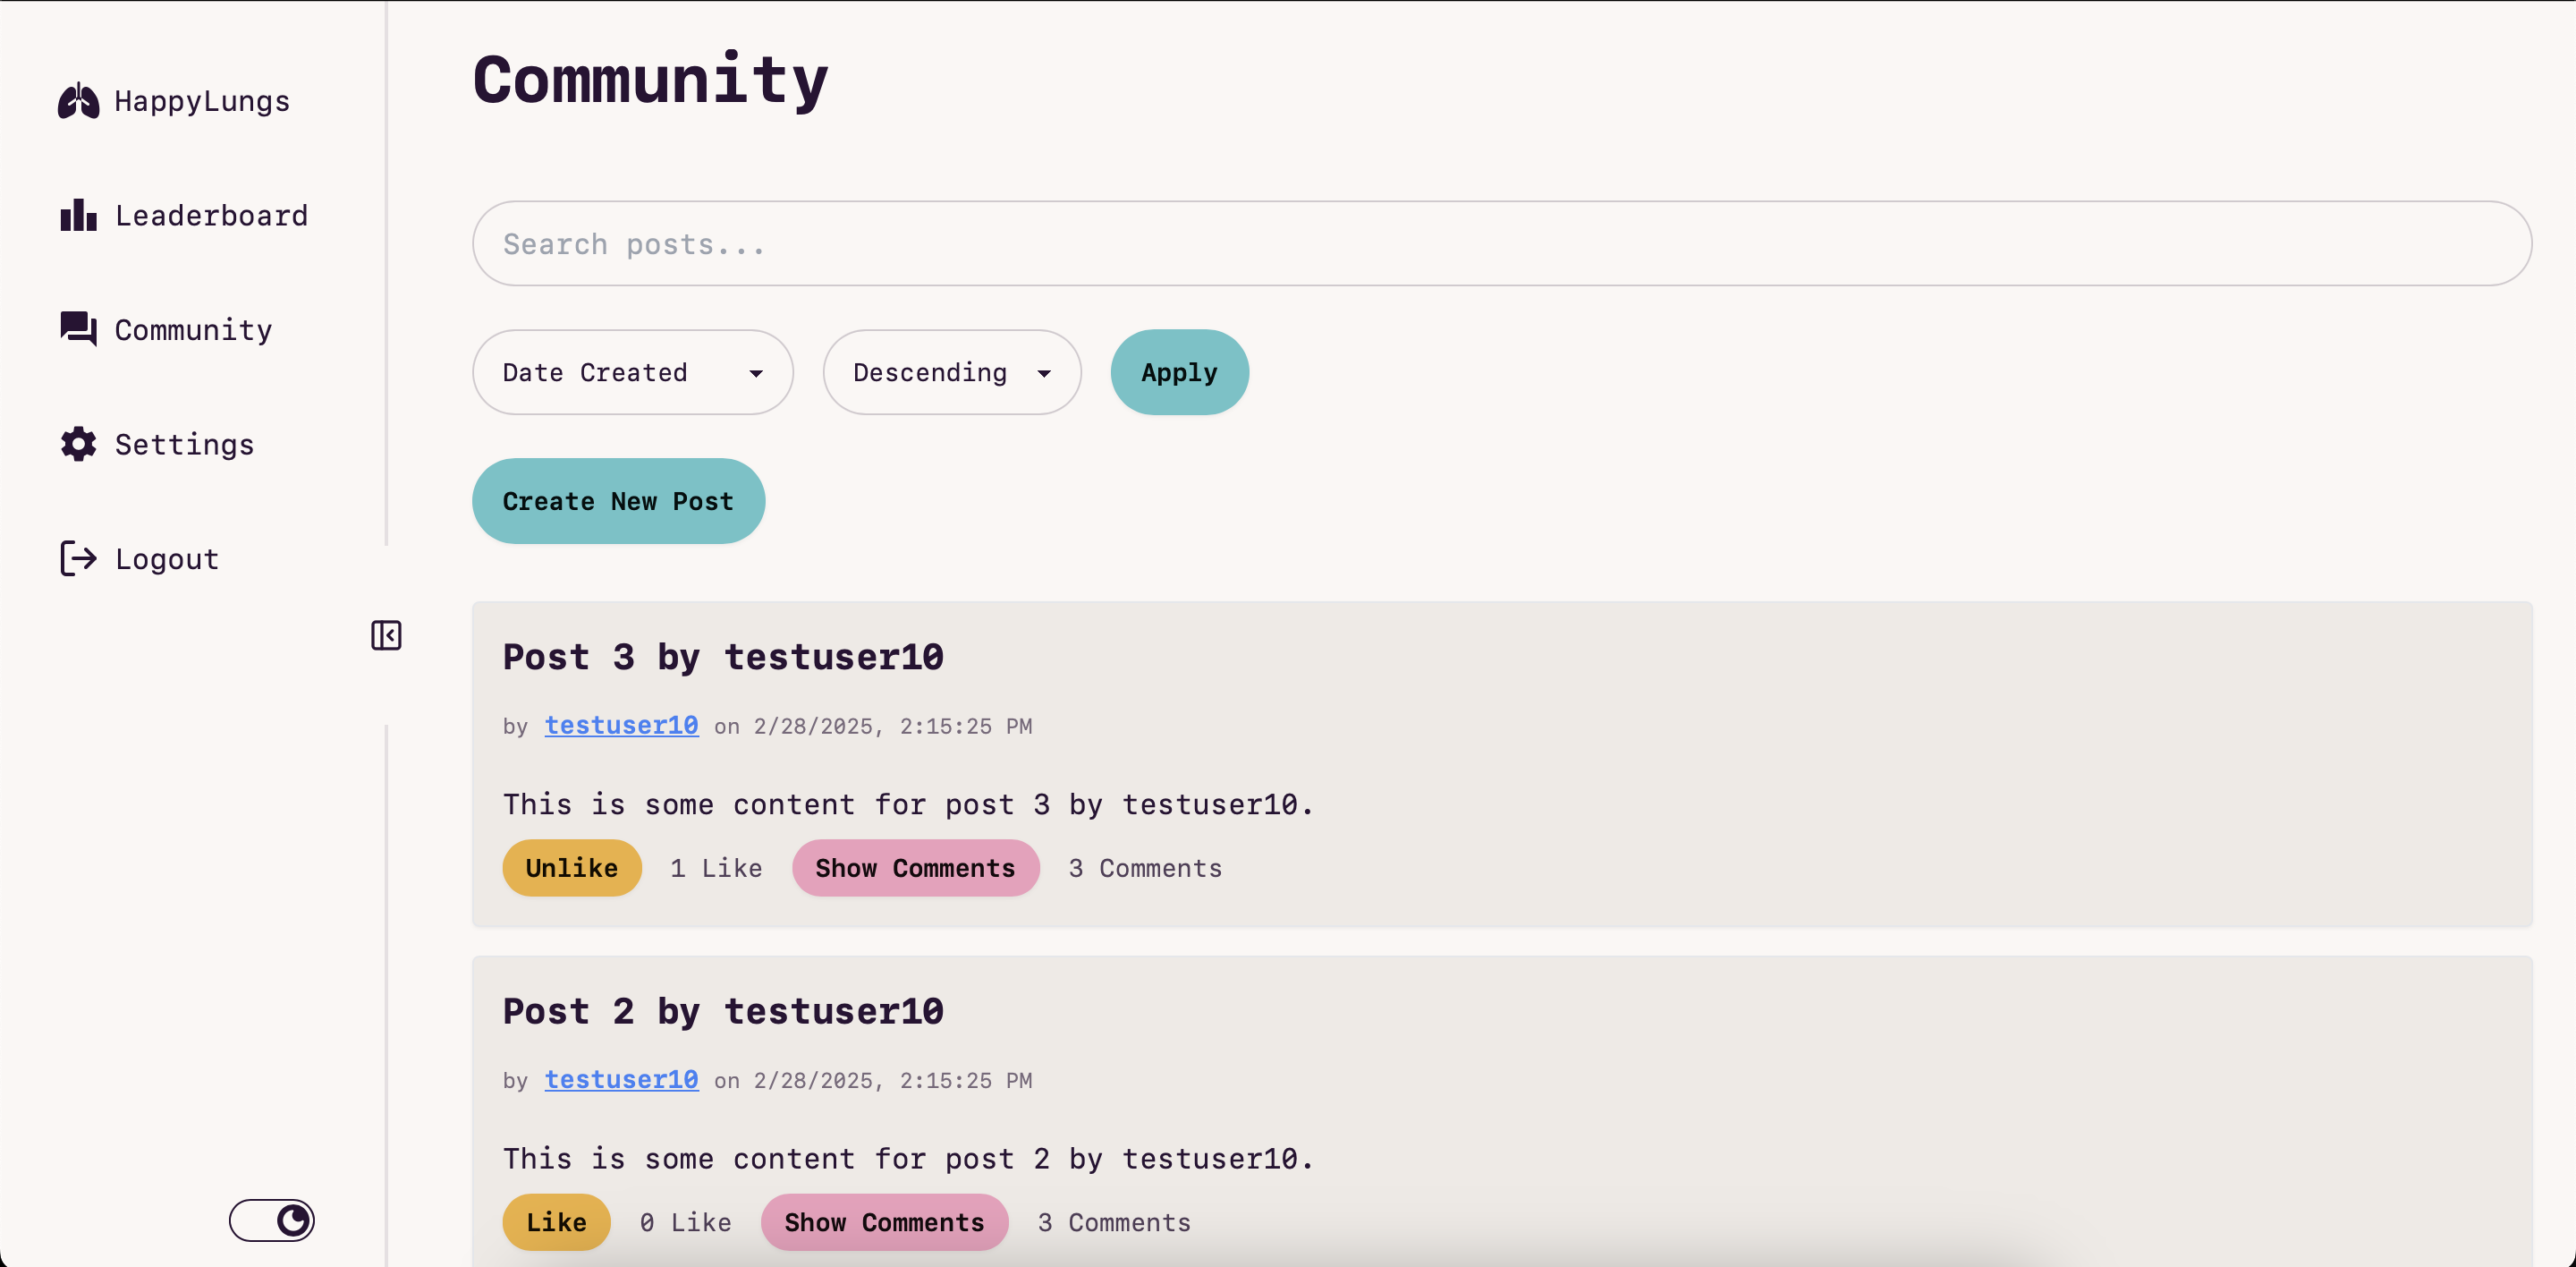 HappyLungs
Leaderboard
Community
Settings
Logout
Community
Search posts...
Date Created
Descending
Apply
Create New Post
Post 3 by testuser10
by testuser10 on 2/28/2025, 2:15:25 PM
This is some content for post 3 by testuser10.
Unlike 1 Like Show Comments 3 Comments
Post 2 by testuser10
by testuser10 on 2/28/2025, 2:15:25 PM
This is some content for post 2 by testuser10.
Like 0 Like Show Comments 3 Comments